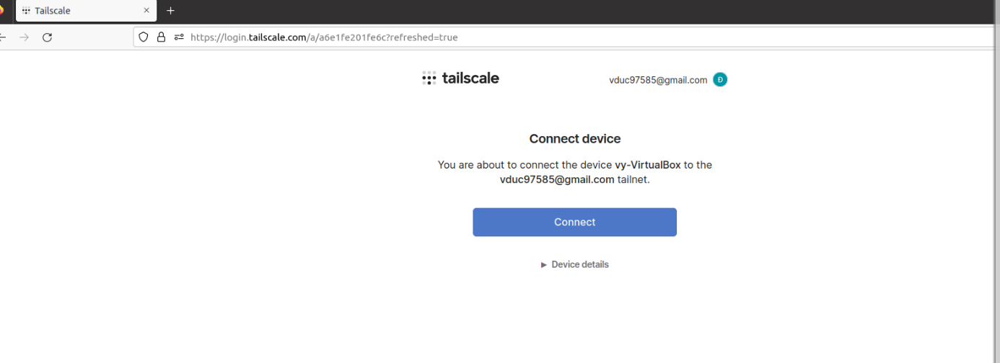 Tailscale
https://login.tailscale.com/a/a6e1fe201fe6c?refreshed=true
tailscale
vduc97585@gmail.com
Đ
Connect device
You are about to connect the device vy-VirtualBox to the
vduc97585@gmail.com tailnet.
Connect
Device details